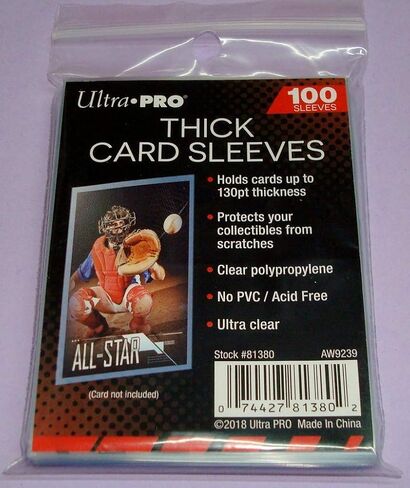 Ultra•PRO®
100
SLEEVES
THICK
CARD SLEEVES
• Holds cards up to
130pt thickness
• Protects your
collectibles from
scratches
• Clear polypropylene
• No PVC / Acid Free
• Ultra clear
ALL-STAR
(Card not included)
Stock #81380 AW9239
0 74427 81380 2
©2018 Ultra PRO Made In China